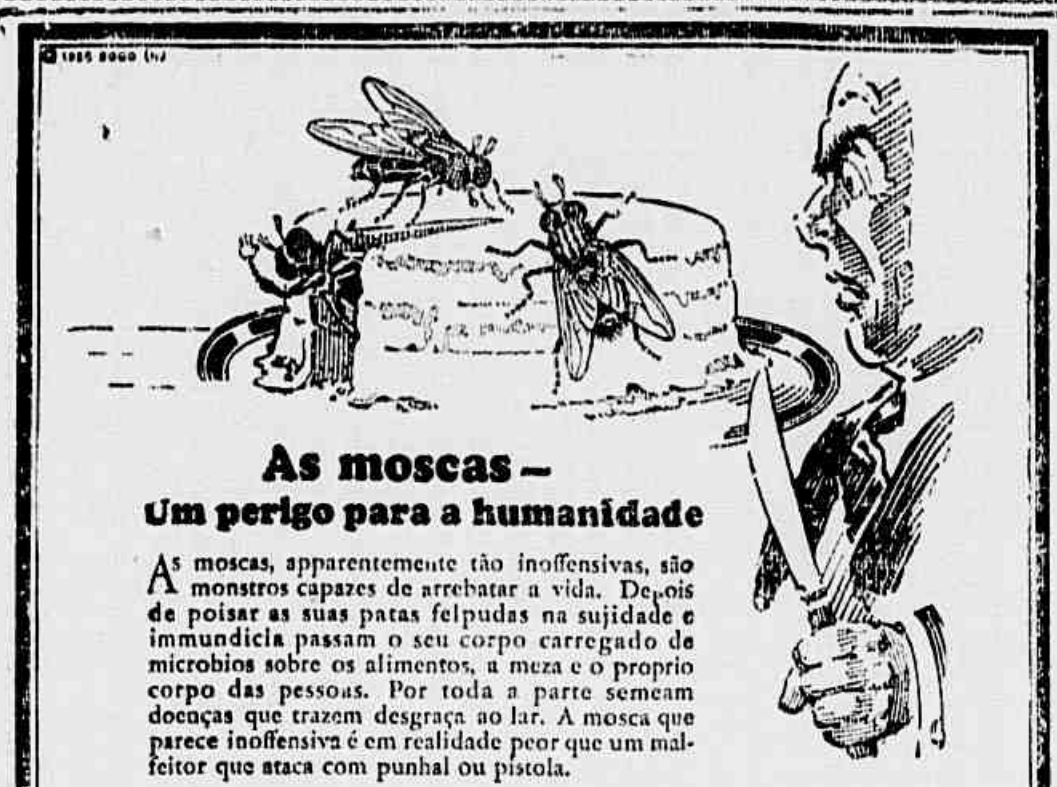 As moscas —
Um perigo para a humanidade
As moscas, apparentemente tão inoffensivas, são
monstros capazes de arrebatar a vida. Depois
de poisar as suas patas felpudas na sujidade e
immundicia passam o seu corpo carregado de
microbios sobre os alimentos, a meza e o proprio
corpo das pessoas. Por toda a parte semeam
doenças que trazem desgraça ao lar. A mosca que
parece inoffensiva é em realidade peor que um mal-
feitor que ataca com punhal ou pistola.